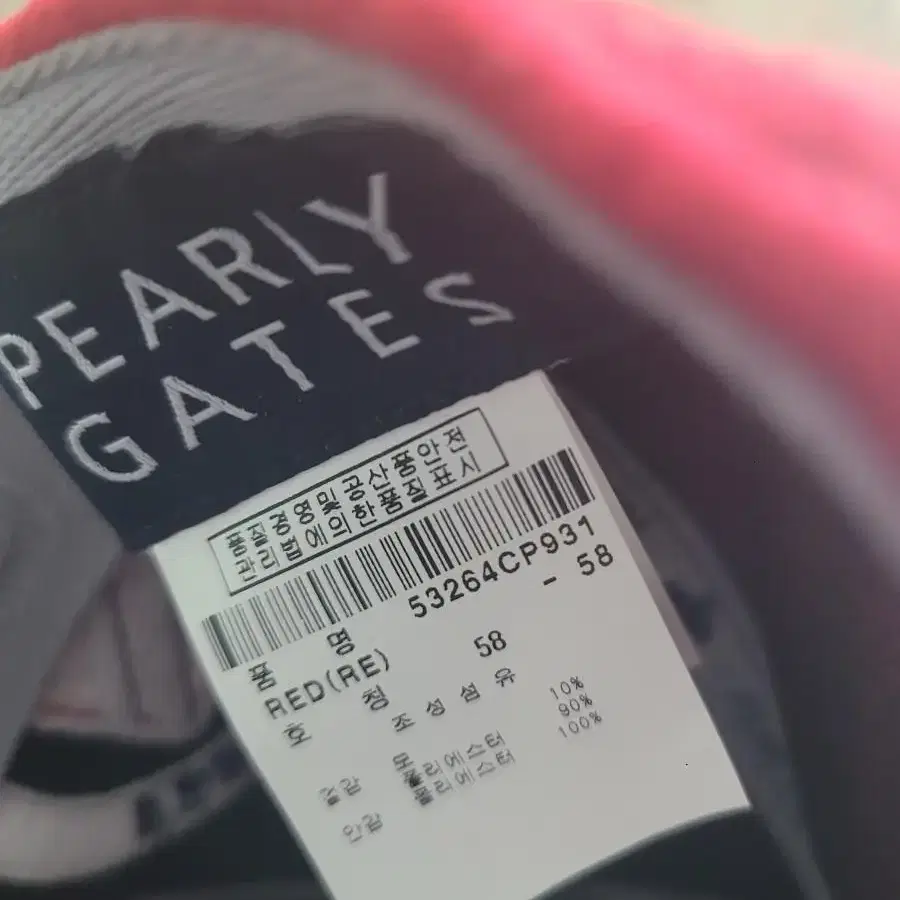 PEARLY
GATES
품질경영및공산품안전
관리법에의한품질표시
53264CP931
- 58
품 명
RED(RE)
호 칭 58
조 성 섬 유
겉감 모 10%
폴리에스터 90%
안감 폴리에스터 100%